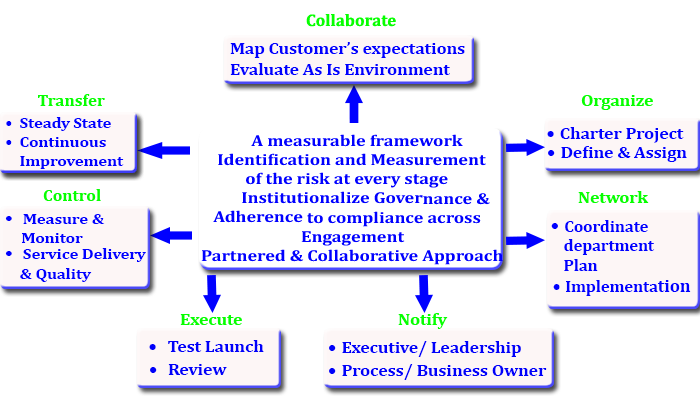 Collaborate
Map Customer's expectations
Evaluate As Is Environment
Transfer
• Steady State
• Continuous
Improvement
Organize
• Charter Project
• Define & Assign
A measurable framework
Identification and Measurement
of the risk at every stage
Institutionalize Governance &
Adherence to compliance across
Engagement
Partnered & Collaborative Approach
Control
• Measure &
Monitor
• Service Delivery
& Quality
Network
• Coordinate
department
Plan
• Implementation
Execute
• Test Launch
• Review
Notify
• Executive/ Leadership
• Process/ Business Owner